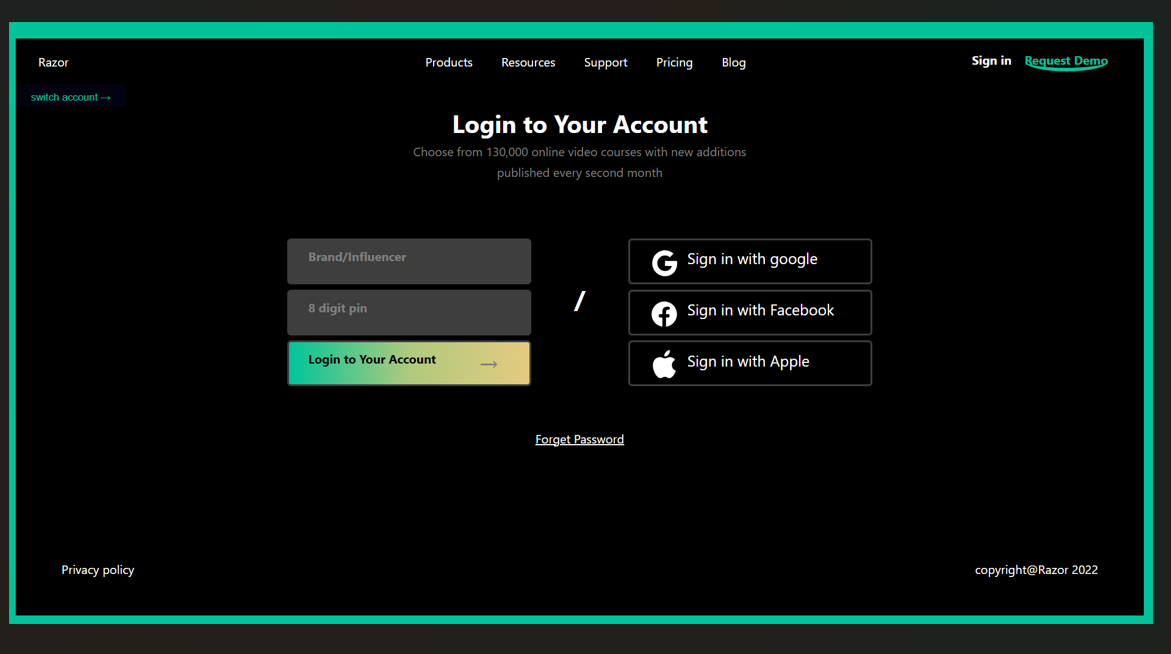 Razor
Products
Resources
Support
Pricing
Blog
Sign in
Request Demo
switch account →
Login to Your Account
Choose from 130,000 online video courses with new additions
published every second month
Brand/Influencer
8 digit pin
Login to Your Account →
/
Sign in with google
Sign in with Facebook
Sign in with Apple
Forget Password
Privacy policy
copyright@Razor 2022